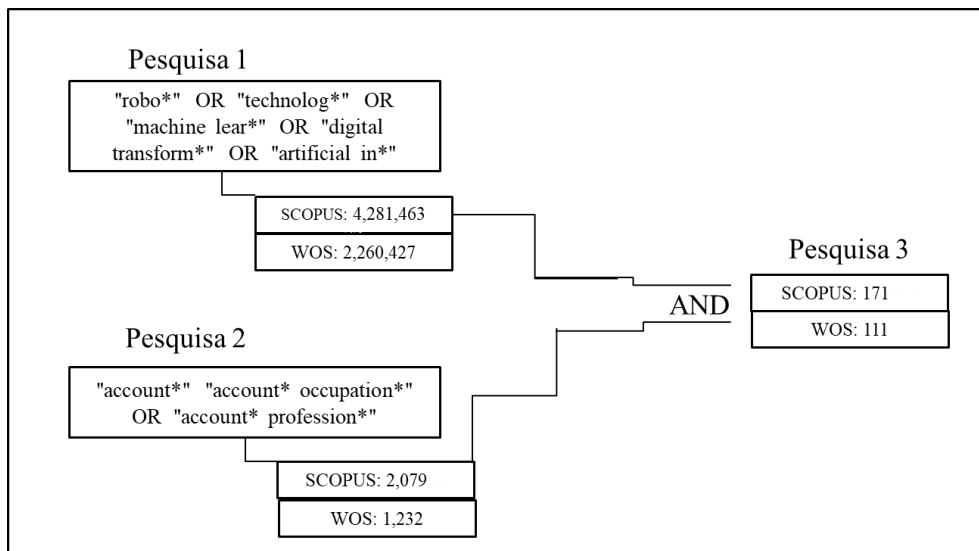 Pesquisa 1
"robo*" OR "technolog*" OR
"machine lear*" OR "digital
transform*" OR "artificial in*"
SCOPUS: 4,281,463
WOS: 2,260,427
Pesquisa 2
"account*" "account* occupation*"
OR "account* profession*"
SCOPUS: 2,079
WOS: 1,232
AND
Pesquisa 3
SCOPUS: 171
WOS: 111